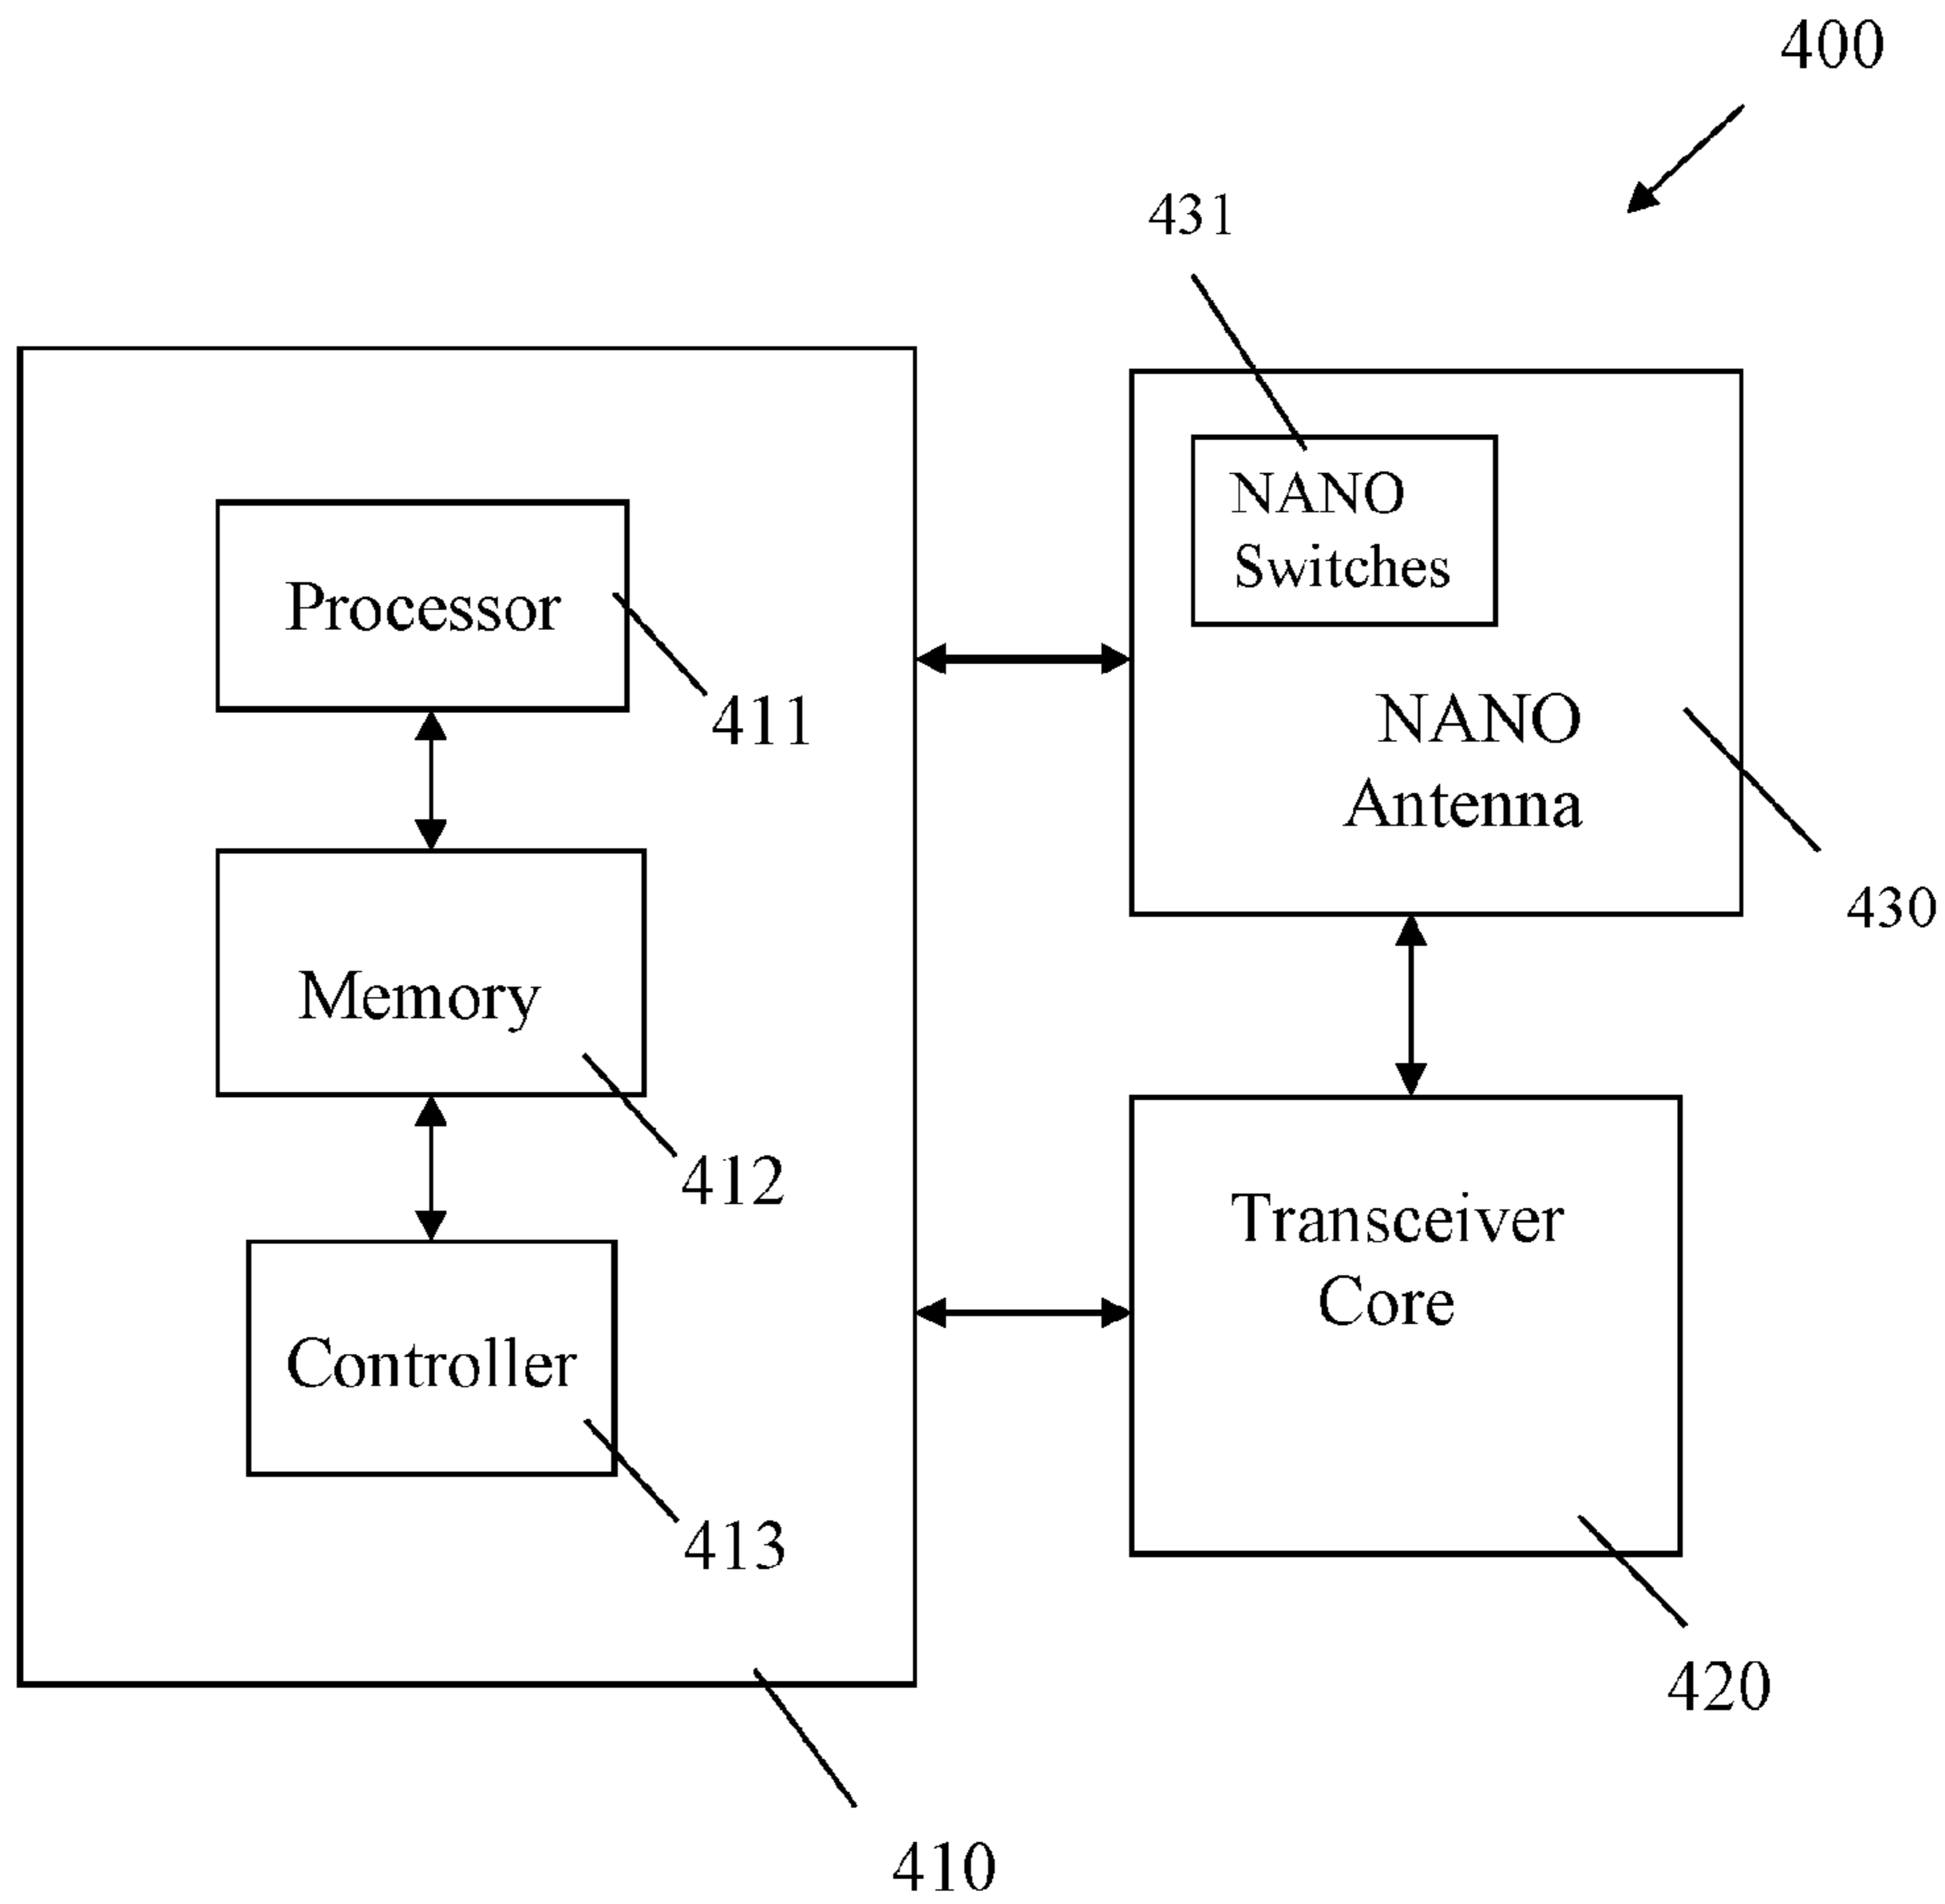 400
431
NANO
Switches
Processor
411
NANO
Antenna
430
Memory
412
Transceiver
Core
Controller
413
420
410